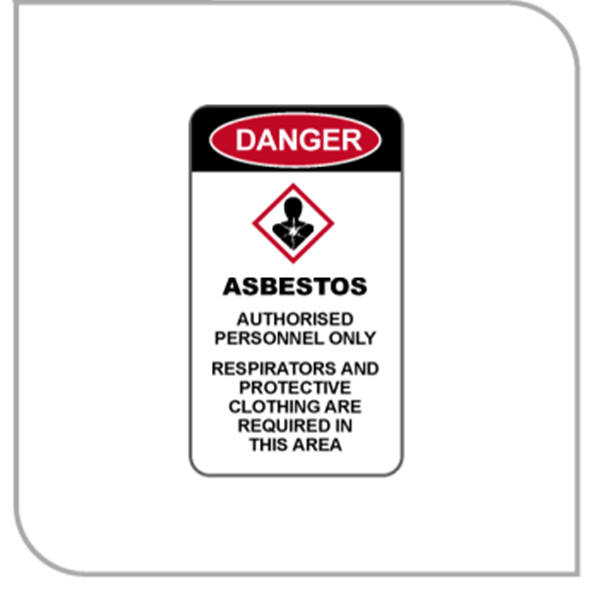 DANGER
ASBESTOS
AUTHORISED
PERSONNEL ONLY
RESPIRATORS AND
PROTECTIVE
CLOTHING ARE
REQUIRED IN
THIS AREA